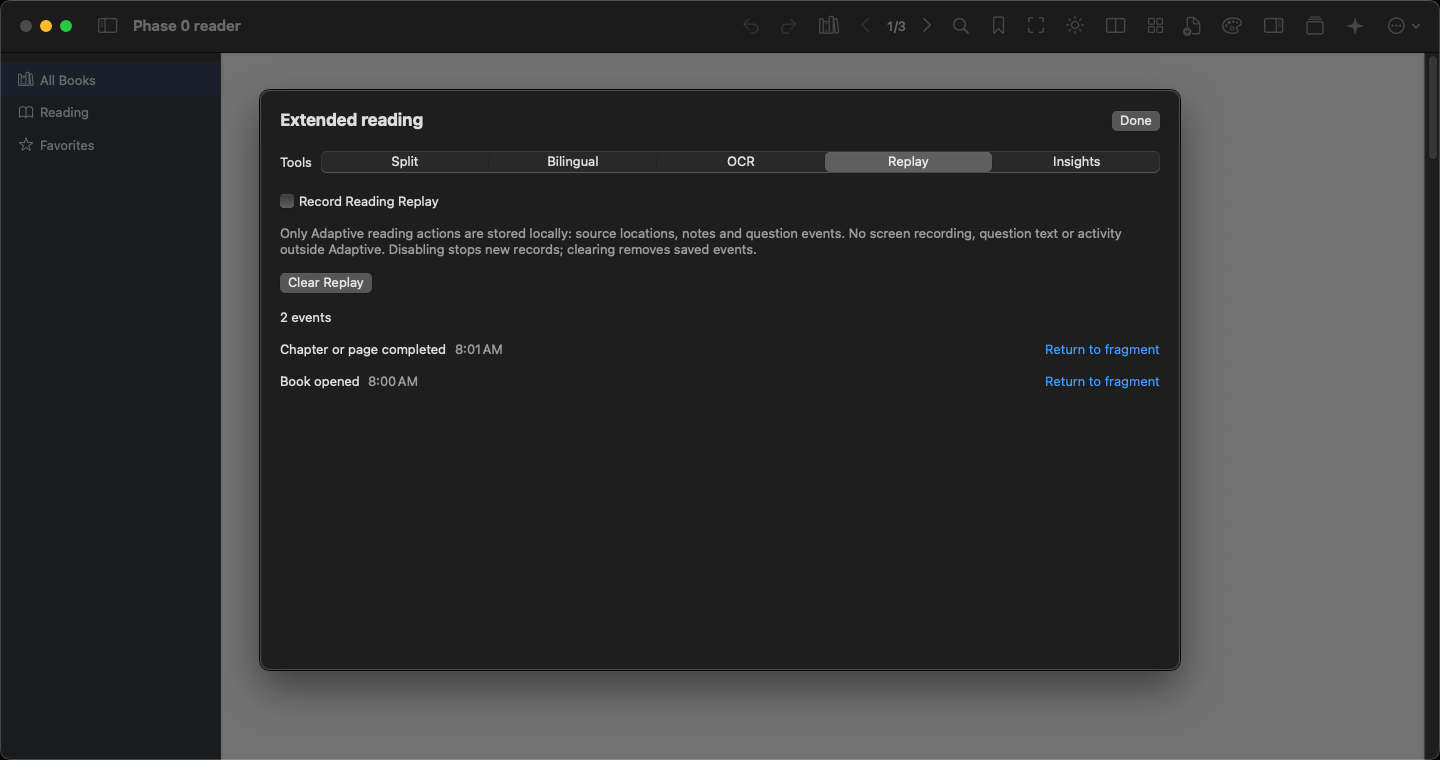 Phase 0 reader
1/3
All Books
Reading
Favorites
Extended reading
Done
Tools
Split
Bilingual
OCR
Replay
Insights
Record Reading Replay
Only Adaptive reading actions are stored locally: source locations, notes and question events. No screen recording, question text or activity
outside Adaptive. Disabling stops new records; clearing removes saved events.
Clear Replay
2 events
Chapter or page completed 8:01 AM
Return to fragment
Book opened 8:00 AM
Return to fragment